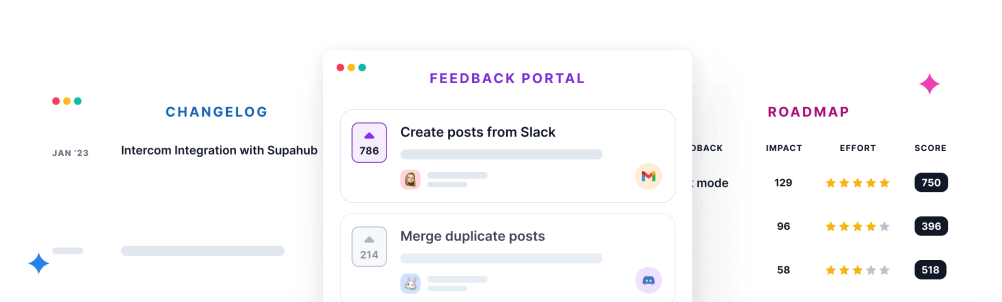 CHANGELOG
JAN '23
Intercom Integration with Supahub
FEEDBACK PORTAL
786
Create posts from Slack
214
Merge duplicate posts
ROADMAP
IMPACT EFFORT SCORE
mode 129 750
96 396
58 518